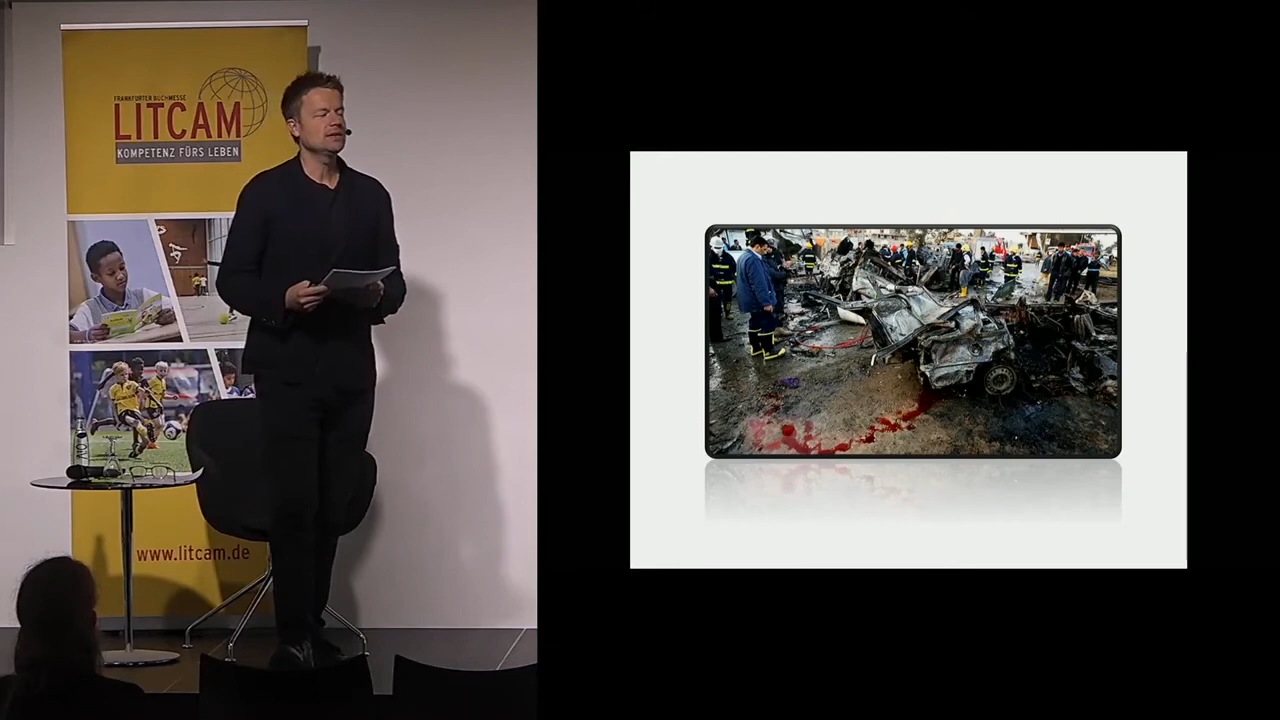 FRANKFURTER BUCHMESSE
LITCAM
KOMPETENZ FÜRS LEBEN
www.litcam.de